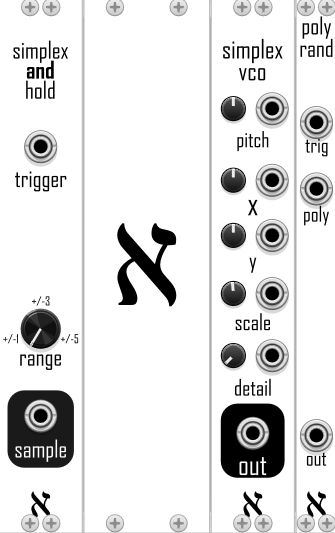 simplex
and
hold
trigger
+/-3
+/-1
+/-5
range
sample
א
א
simplex
vco
pitch
x
y
scale
detail
out
א
poly
rand
trig
poly
out
א